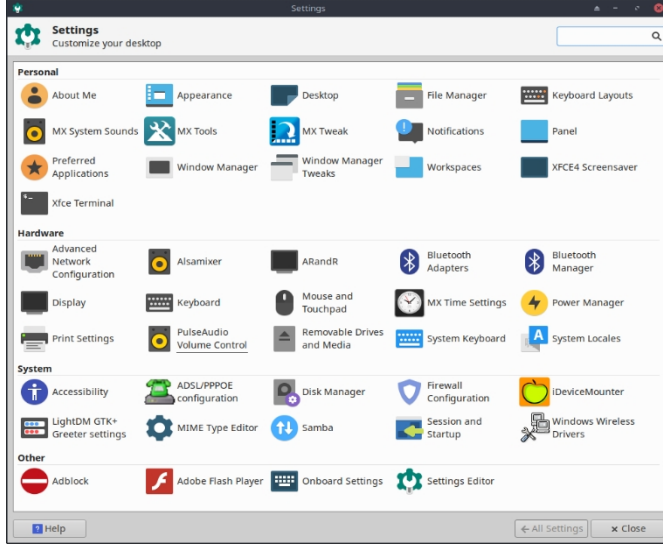 Settings
Settings
Customize your desktop
Personal
About Me
Appearance
Desktop
File Manager
Keyboard Layouts
MX System Sounds
MX Tools
MX Tweak
Notifications
Panel
Preferred
Applications
Window Manager
Window Manager
Tweaks
Workspaces
XFCE4 Screensaver
Xfce Terminal
Hardware
Advanced
Network
Configuration
Alsamixer
ARandR
Bluetooth
Adapters
Bluetooth
Manager
Display
Keyboard
Mouse and
Touchpad
MX Time Settings
Power Manager
Print Settings
PulseAudio
Volume Control
Removable Drives
and Media
System Keyboard
A
System Locales
System
Accessibility
ADSL/PPPOE
configuration
Disk Manager
Firewall
Configuration
iDeviceMounter
LightDM GTK+
Greeter settings
MIME Type Editor
Samba
Session and
Startup
Windows Wireless
Drivers
Other
Adblock
Adobe Flash Player
Onboard Settings
Settings Editor
? Help
← All Settings
× Close